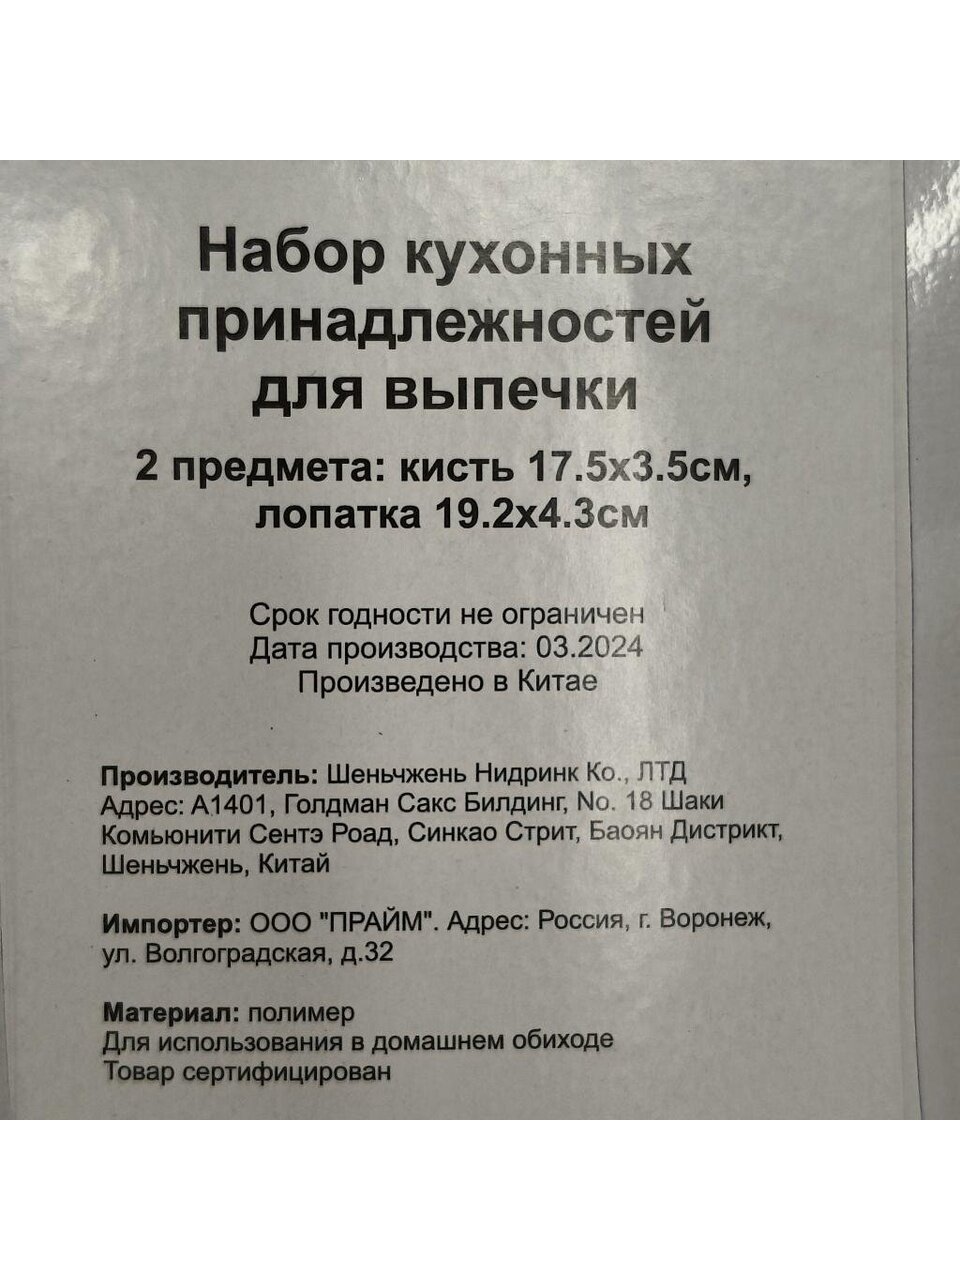 Набор кухонных
принадлежностей
для выпечки
2 предмета: кисть 17.5х3.5см,
лопатка 19.2х4.3см
Срок годности не ограничен
Дата производства: 03.2024
Произведено в Китае
Производитель: Шеньчжень Нидринк Ко., ЛТД
Адрес: А1401, Голдман Сакс Билдинг, No. 18 Шаки
Комьюнити Сентэ Роад, Синкао Стрит, Баоян Дистрикт,
Шеньчжень, Китай
Импортер: ООО "ПРАЙМ". Адрес: Россия, г. Воронеж,
ул. Волгоградская, д.32
Материал: полимер
Для использования в домашнем обиходе
Товар сертифицирован